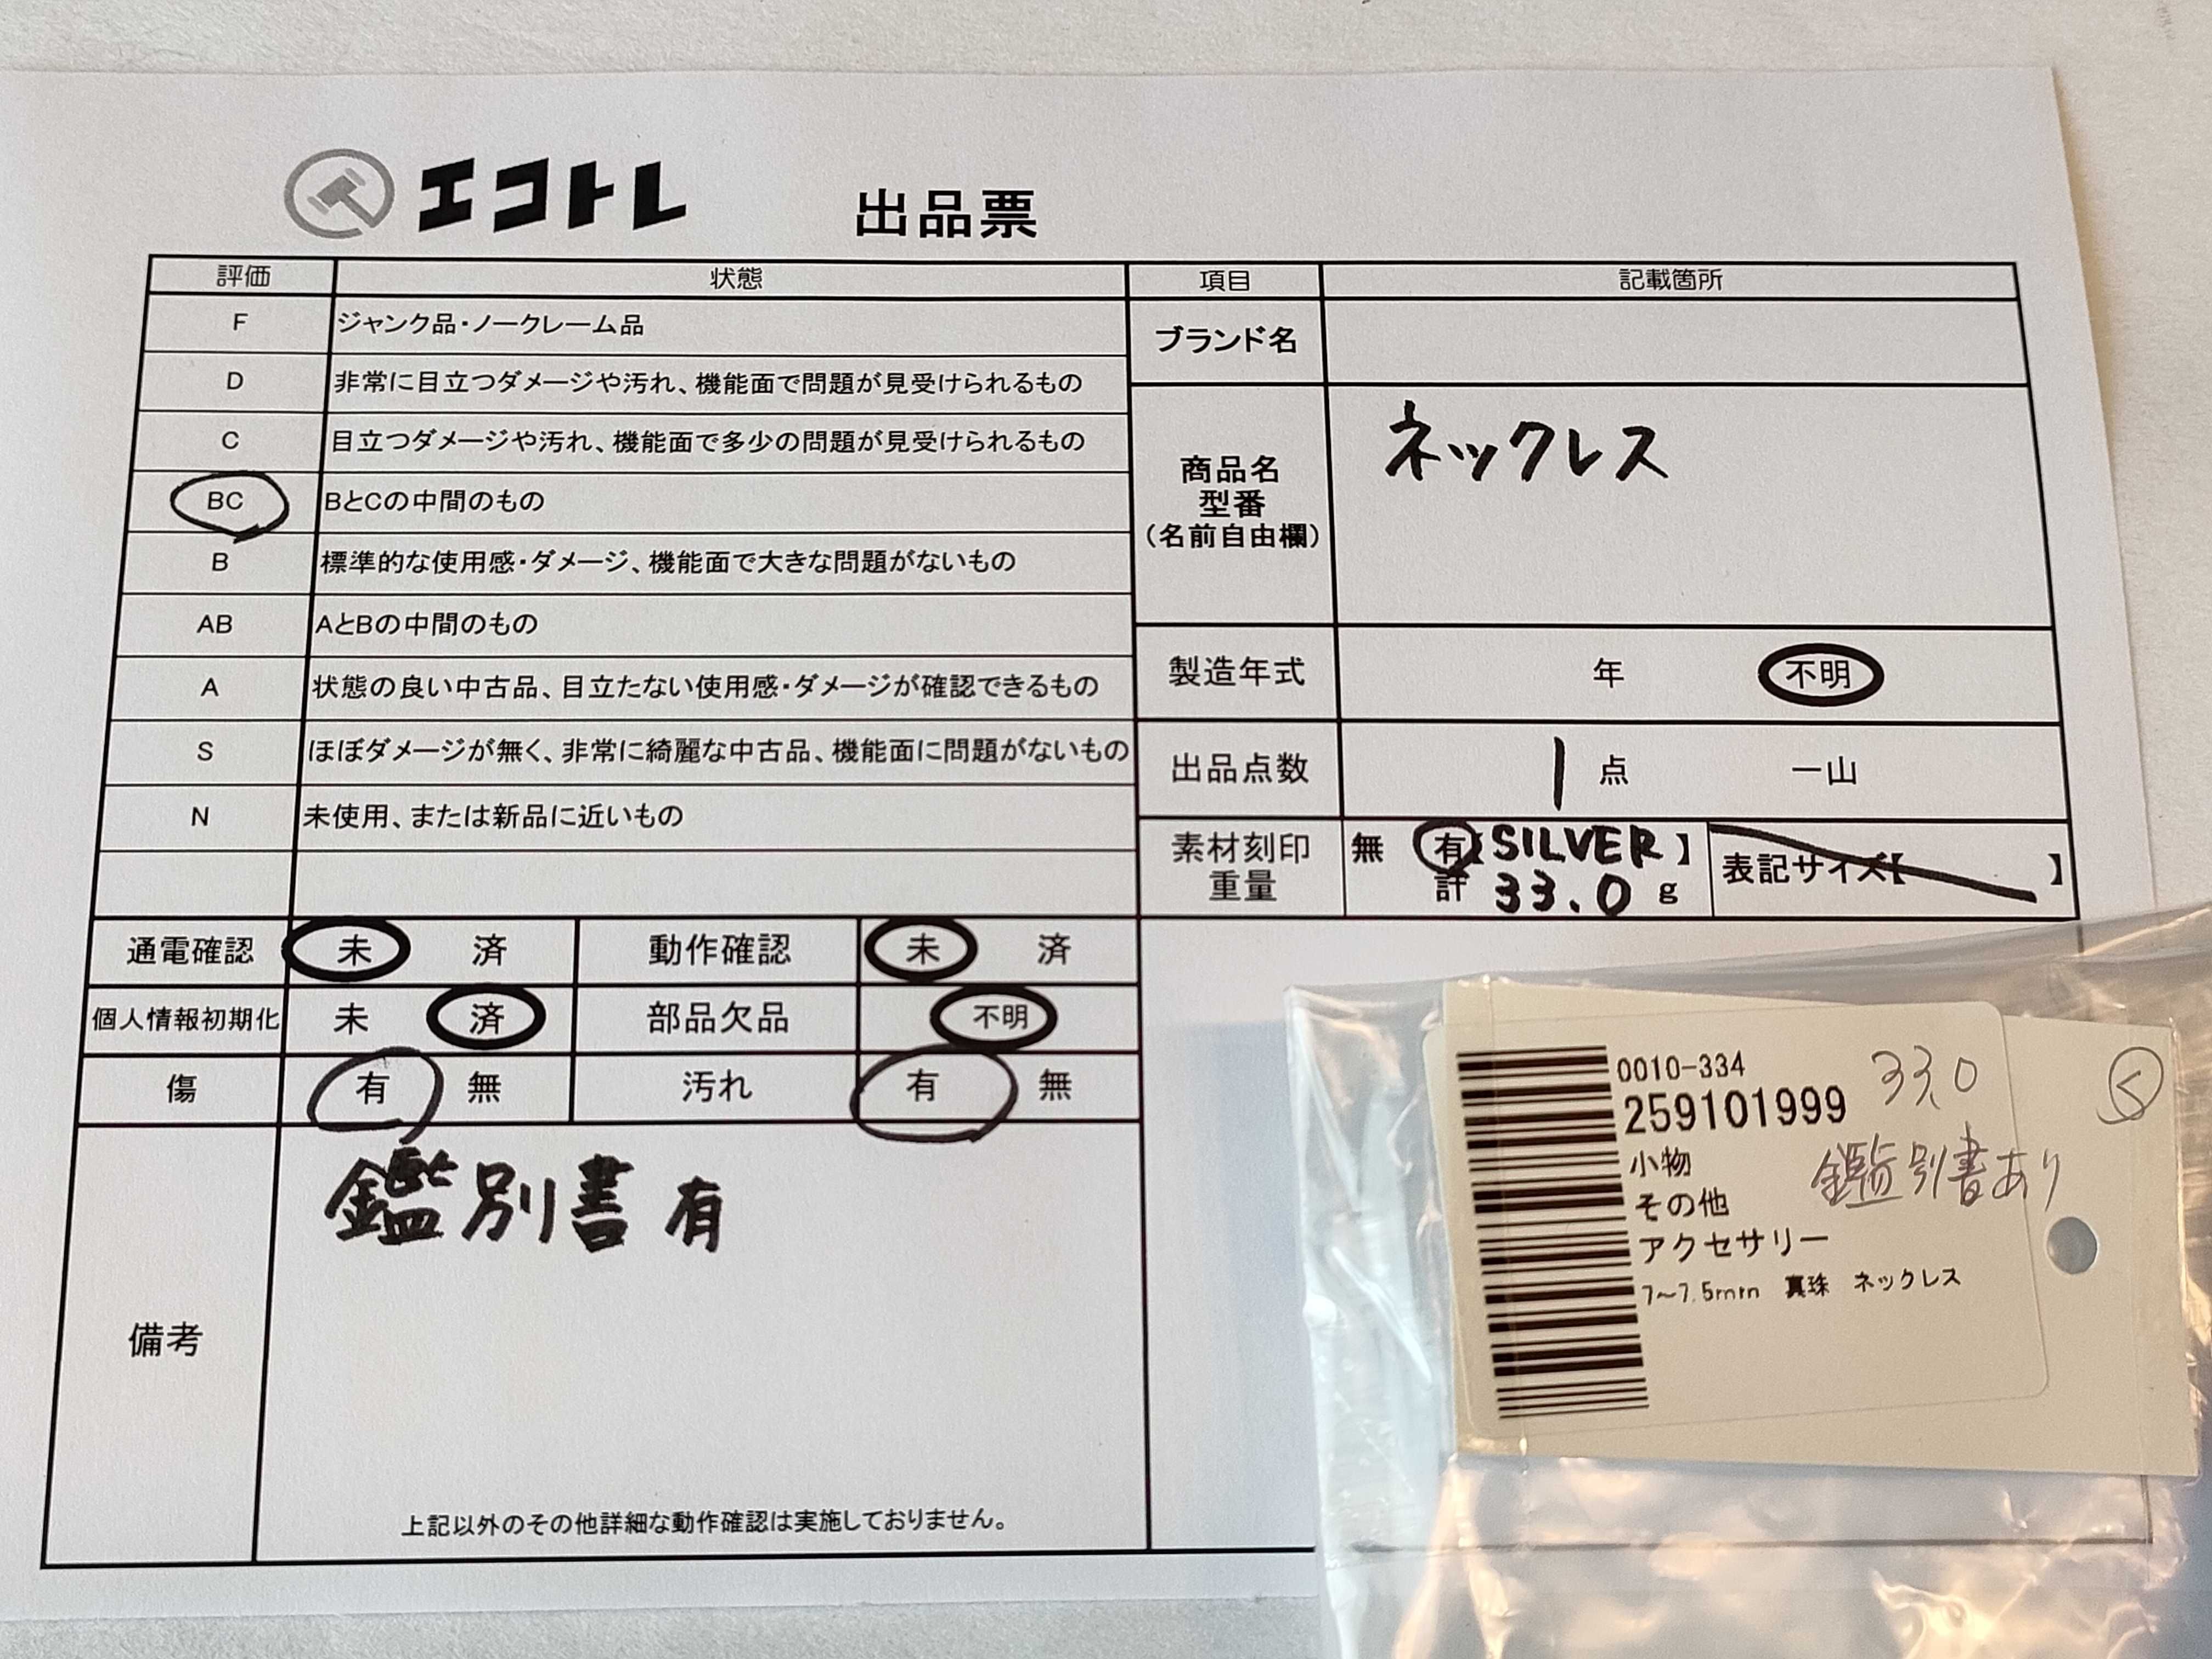 エコトレ
出品票
評価 状態
F ジャンク品・ノークレーム品
D 非常に目立つダメージや汚れ、機能面で問題が見受けられるもの
C 目立つダメージや汚れ、機能面で多少の問題が見受けられるもの
BC BとCの中間のもの
B 標準的な使用感・ダメージ、機能面で大きな問題がないもの
AB AとBの中間のもの
A 状態の良い中古品、目立たない使用感・ダメージが確認できるもの
S ほぼダメージが無く、非常に綺麗な中古品、機能面に問題がないもの
N 未使用、または新品に近いもの
項目 記載箇所
ブランド名
商品名
型番
(名前自由欄)
ネックレス
製造年式 年 不明
出品点数 1 点 一山
素材刻印
重量
無 有【SILVER】
計 33.0 g
表記サイズ【 】
通電確認 未 済 動作確認 未 済
個人情報初期化 未 済 部品欠品 不明
傷 有 無 汚れ 有 無
備考
鑑別書有
上記以外のその他詳細な動作確認は実施しておりません。
0010-334
259101999
小物
その他
アクセサリー
7〜7.5mm 真珠 ネックレス
33.0
鑑別書あり